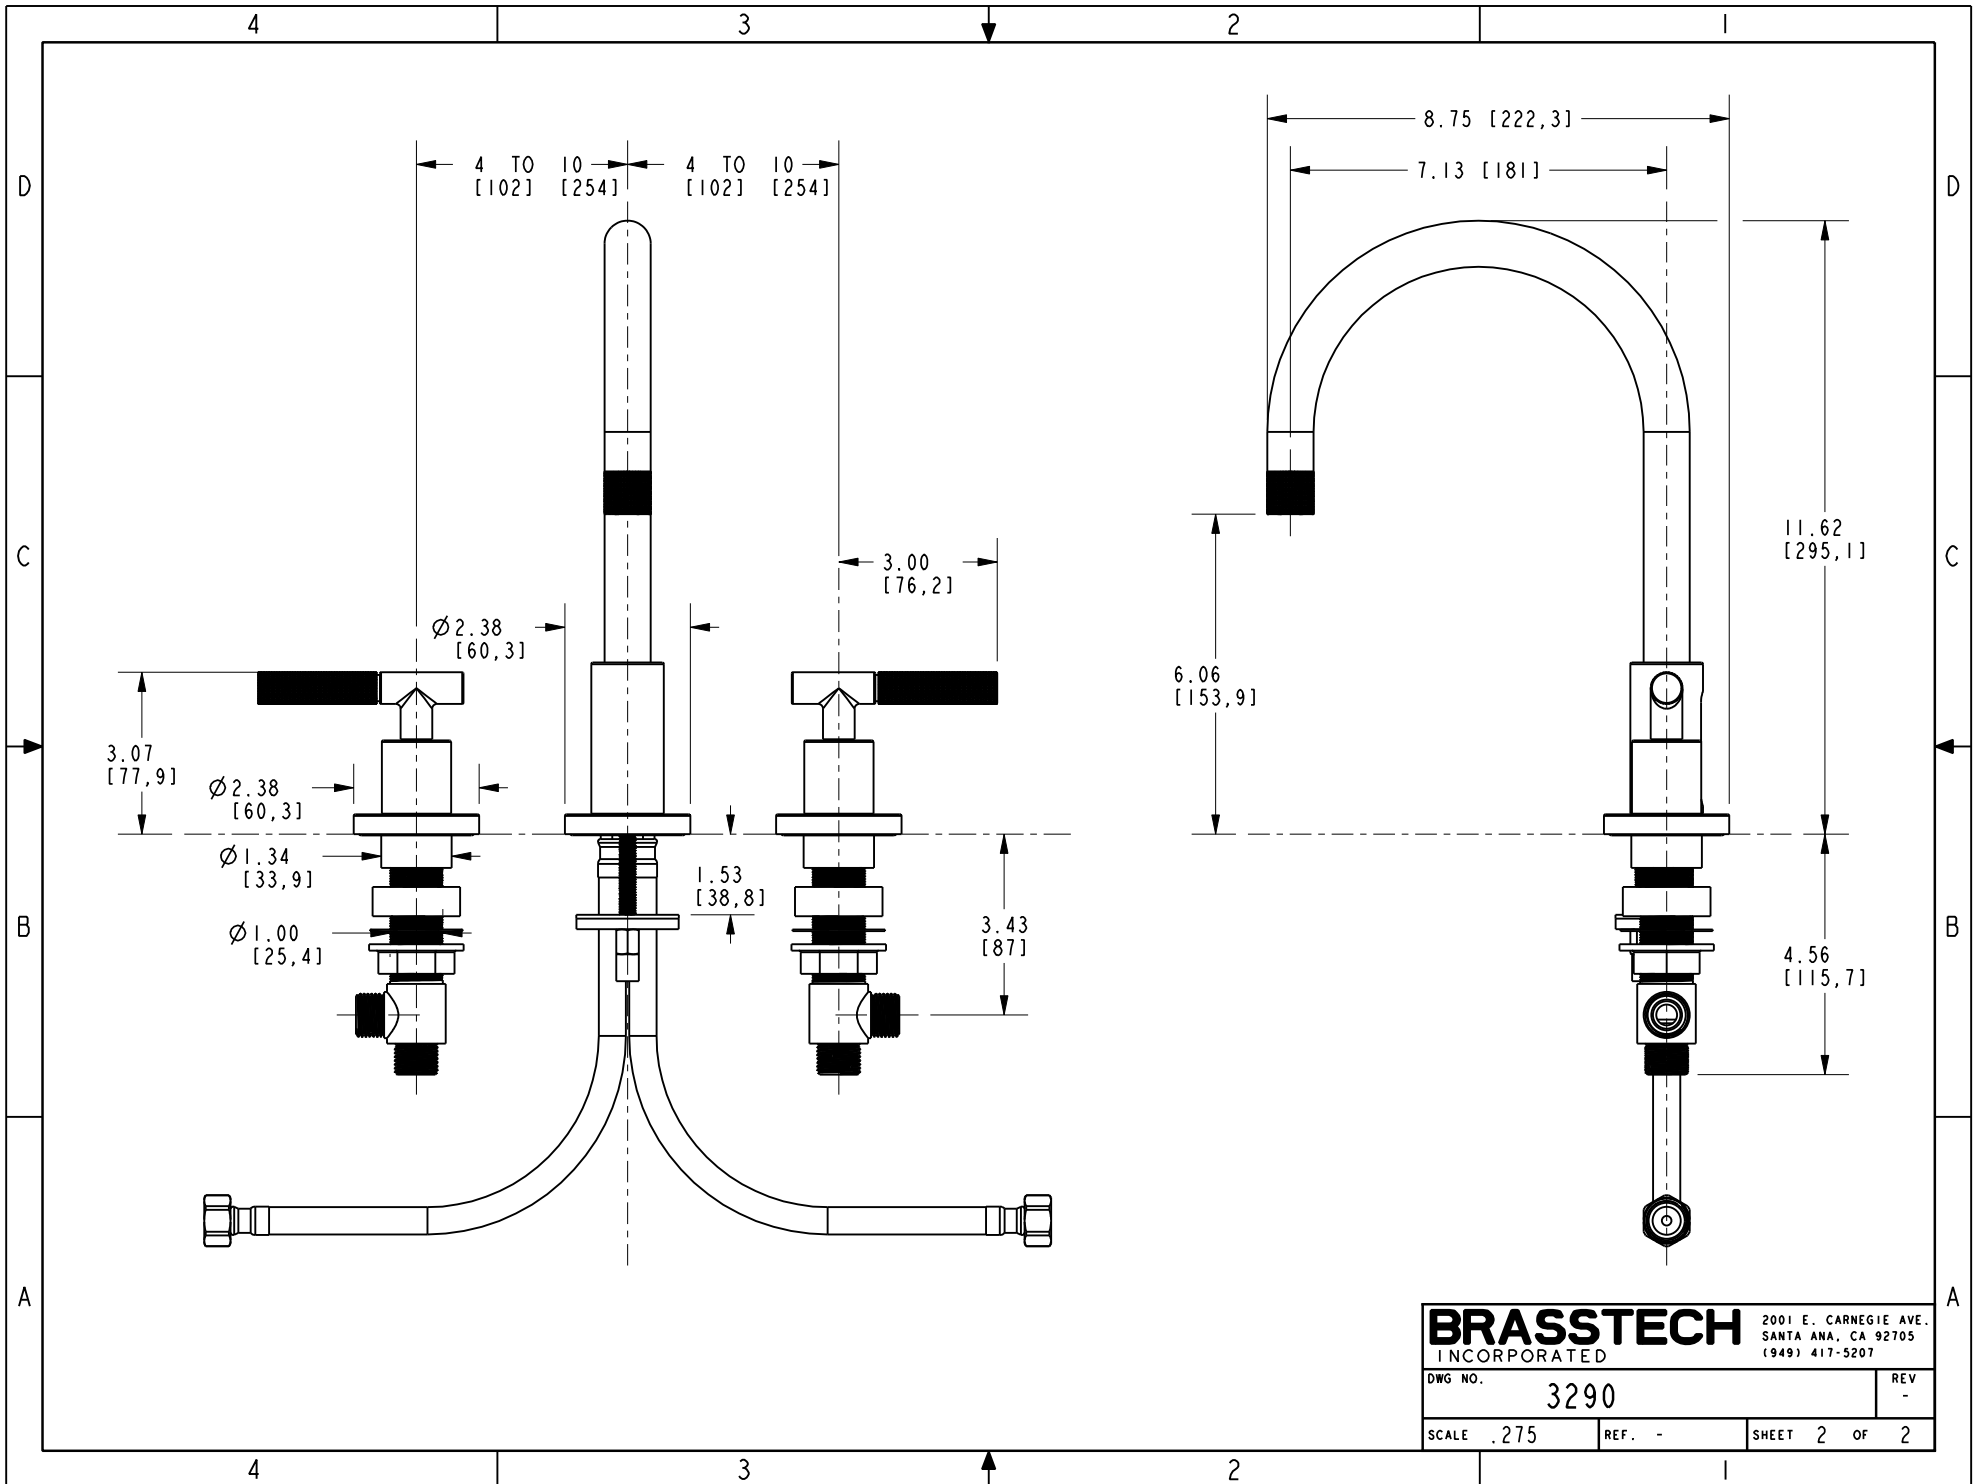 4 3 2 1
D D
C C
B B
A A
4 TO 10 4 TO 10
[102] [254] [102] [254]
8.75 [222,3]
7.13 [181]
11.62
[295,1]
3.00
[76,2]
Ø2.38
[60,3]
6.06
[153,9]
3.07
[77,9]
Ø2.38
[60,3]
Ø1.34
[33,9]
1.53
[38,8]
Ø1.00
[25,4]
3.43
[87]
4.56
[115,7]
BRASSTECH
INCORPORATED
2001 E. CARNEGIE AVE.
SANTA ANA, CA 92705
(949) 417-5207
DWG NO.
3290
REV
-
SCALE .275 REF. - SHEET 2 OF 2
4 3 2 1